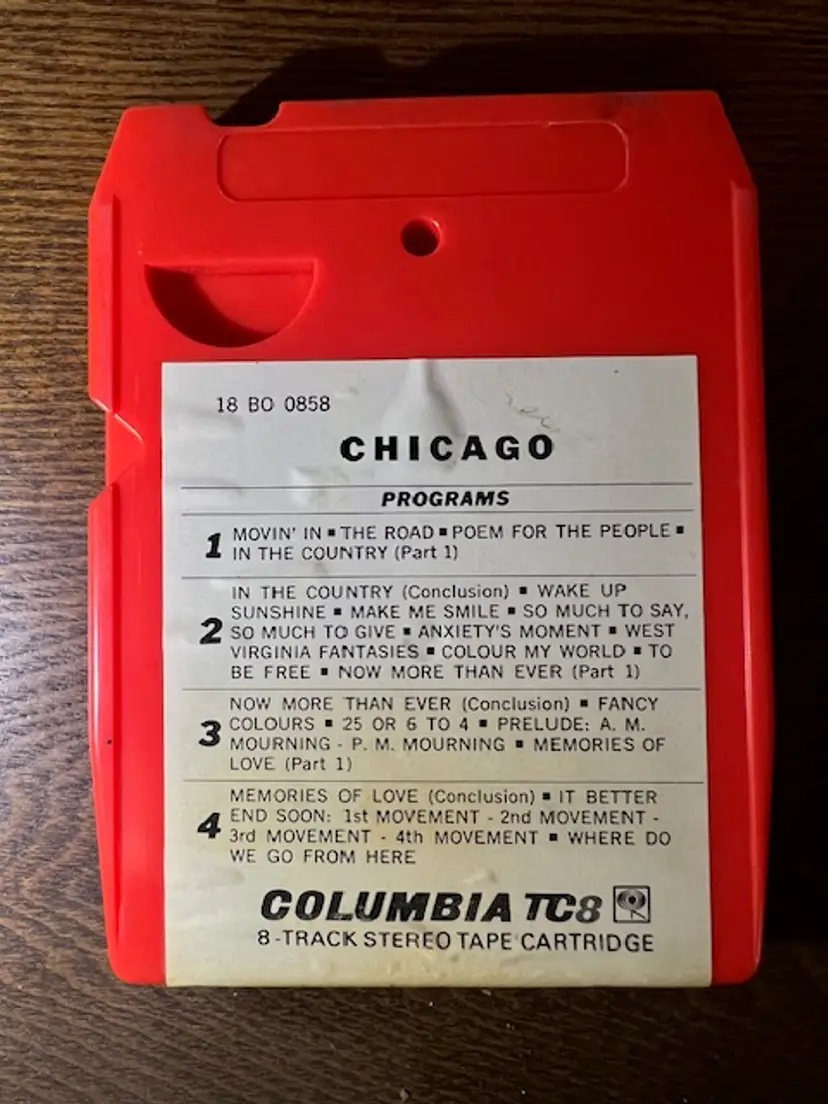 18 BO 0858
CHICAGO
PROGRAMS
1 MOVIN' IN ▪ THE ROAD ▪ POEM FOR THE PEOPLE ▪
IN THE COUNTRY (Part 1)
IN THE COUNTRY (Conclusion) ▪ WAKE UP
SUNSHINE ▪ MAKE ME SMILE ▪ SO MUCH TO SAY,
2 SO MUCH TO GIVE ▪ ANXIETY'S MOMENT ▪ WEST
VIRGINIA FANTASIES ▪ COLOUR MY WORLD ▪ TO
BE FREE ▪ NOW MORE THAN EVER (Part 1)
NOW MORE THAN EVER (Conclusion) ▪ FANCY
3 COLOURS ▪ 25 OR 6 TO 4 ▪ PRELUDE: A. M.
MOURNING - P. M. MOURNING ▪ MEMORIES OF
LOVE (Part 1)
MEMORIES OF LOVE (Conclusion) ▪ IT BETTER
4 END SOON: 1st MOVEMENT - 2nd MOVEMENT -
3rd MOVEMENT - 4th MOVEMENT ▪ WHERE DO
WE GO FROM HERE
COLUMBIA TC8
8-TRACK STEREO TAPE CARTRIDGE